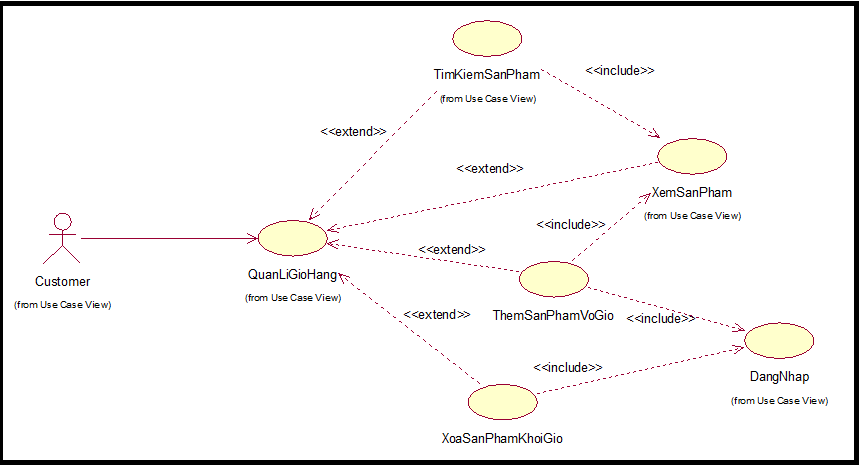 TimKiemSanPham
(from Use Case View)
<<include>>
<<extend>>
<<extend>>
XemSanPham
(from Use Case View)
<<include>>
<<extend>>
Customer
(from Use Case View)
QuanLiGioHang
(from Use Case View)
<<extend>>
ThemSanPhamVoGio
<<include>>
<<include>>
DangNhap
(from Use Case View)
XoaSanPhamKhoiGio